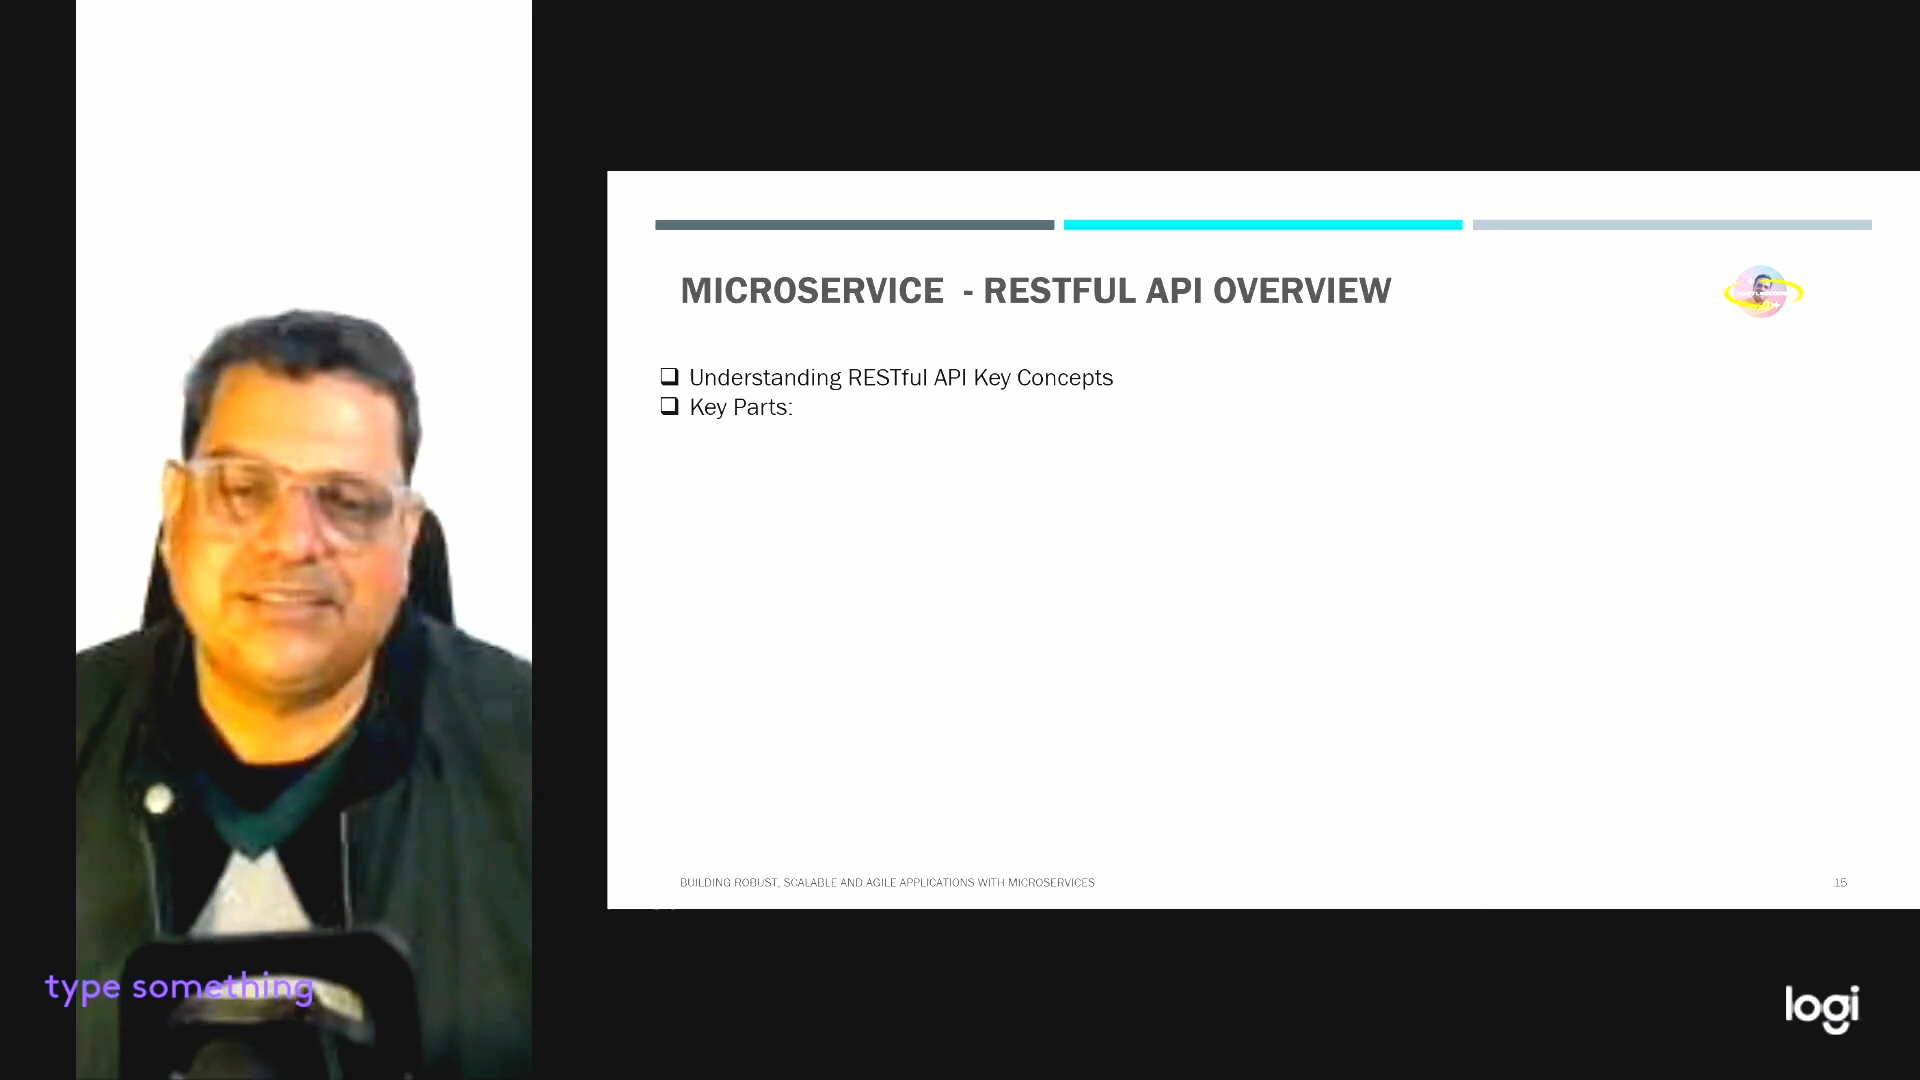 MICROSERVICE - RESTFUL API OVERVIEW
Understanding RESTful API Key Concepts
Key Parts:
BUILDING ROBUST, SCALABLE AND AGILE APPLICATIONS WITH MICROSERVICES
15
type something
logi